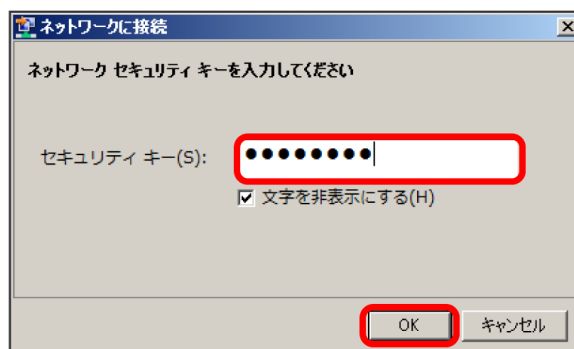 ネットワークに接続
ネットワーク セキュリティ キーを入力してください
セキュリティ キー(S): ●●●●●●●●
文字を非表示にする(H)
OK キャンセル